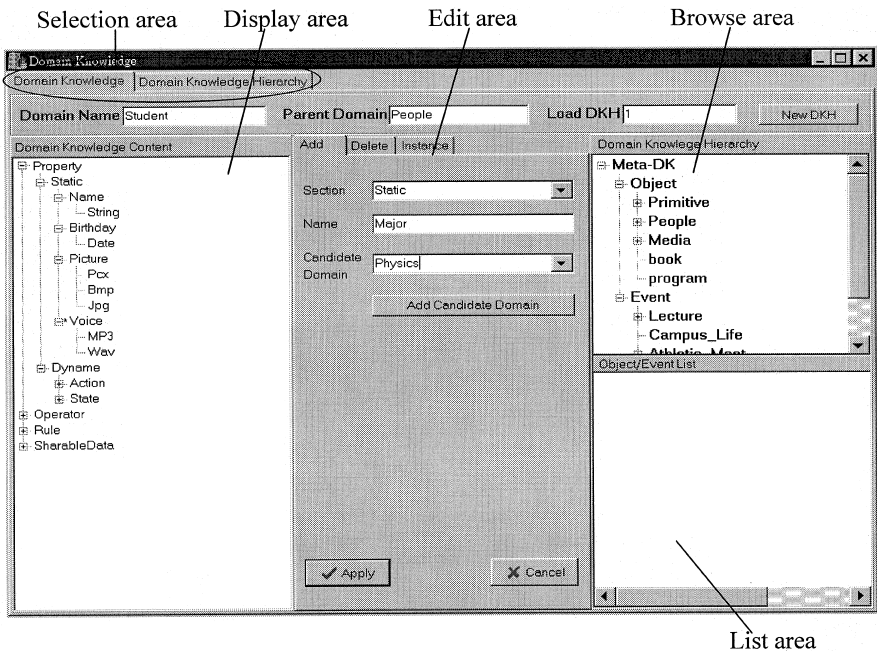 Selection area
Display area
Edit area
Browse area
Domain Knowledge
Domain Knowledge
Domain Knowledge Hierarchy
Domain Name
Student
Parent Domain
People
Load DKH
1
New DKH
Domain Knowledge Content
Property
Static
Name
String
Birthday
Date
Picture
Pcx
Bmp
Jpg
Voice
MP3
Wav
Dyname
Action
State
Operator
Rule
SharableData
Add
Delete
Instance
Section
Static
Name
Major
Candidate
Domain
Physics
Add Candidate Domain
Apply
Cancel
Domain Knowlege Hierarchy
Meta-DK
Object
Primitive
People
Media
book
program
Event
Lecture
Campus_Life
Athletic_Meet
Object/Event List
List area